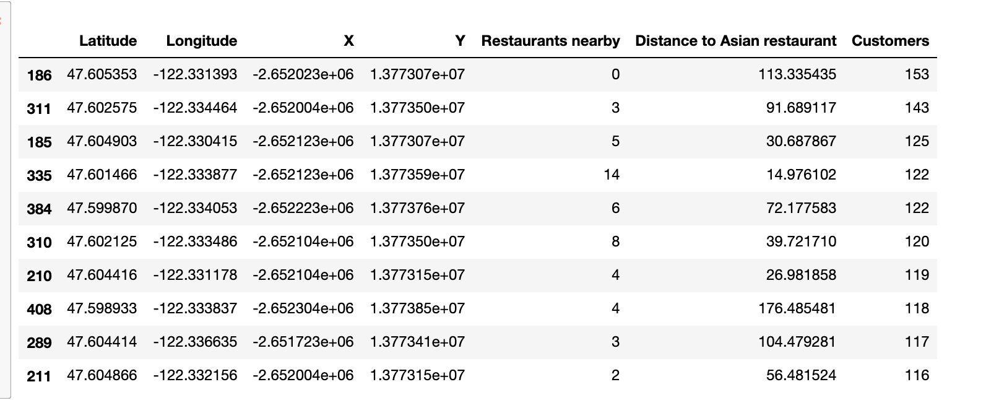 Latitude Longitude X Y Restaurants nearby Distance to Asian restaurant Customers
186 47.605353 -122.331393 -2.652023e+06 1.377307e+07 0 113.335435 153
311 47.602575 -122.334464 -2.652004e+06 1.377350e+07 3 91.689117 143
185 47.604903 -122.330415 -2.652123e+06 1.377307e+07 5 30.687867 125
335 47.601466 -122.333877 -2.652123e+06 1.377359e+07 14 14.976102 122
384 47.599870 -122.334053 -2.652223e+06 1.377376e+07 6 72.177583 122
310 47.602125 -122.333486 -2.652104e+06 1.377350e+07 8 39.721710 120
210 47.604416 -122.331178 -2.652104e+06 1.377315e+07 4 26.981858 119
408 47.598933 -122.333837 -2.652304e+06 1.377385e+07 4 176.485481 118
289 47.604414 -122.336635 -2.651723e+06 1.377341e+07 3 104.479281 117
211 47.604866 -122.332156 -2.652004e+06 1.377315e+07 2 56.481524 116